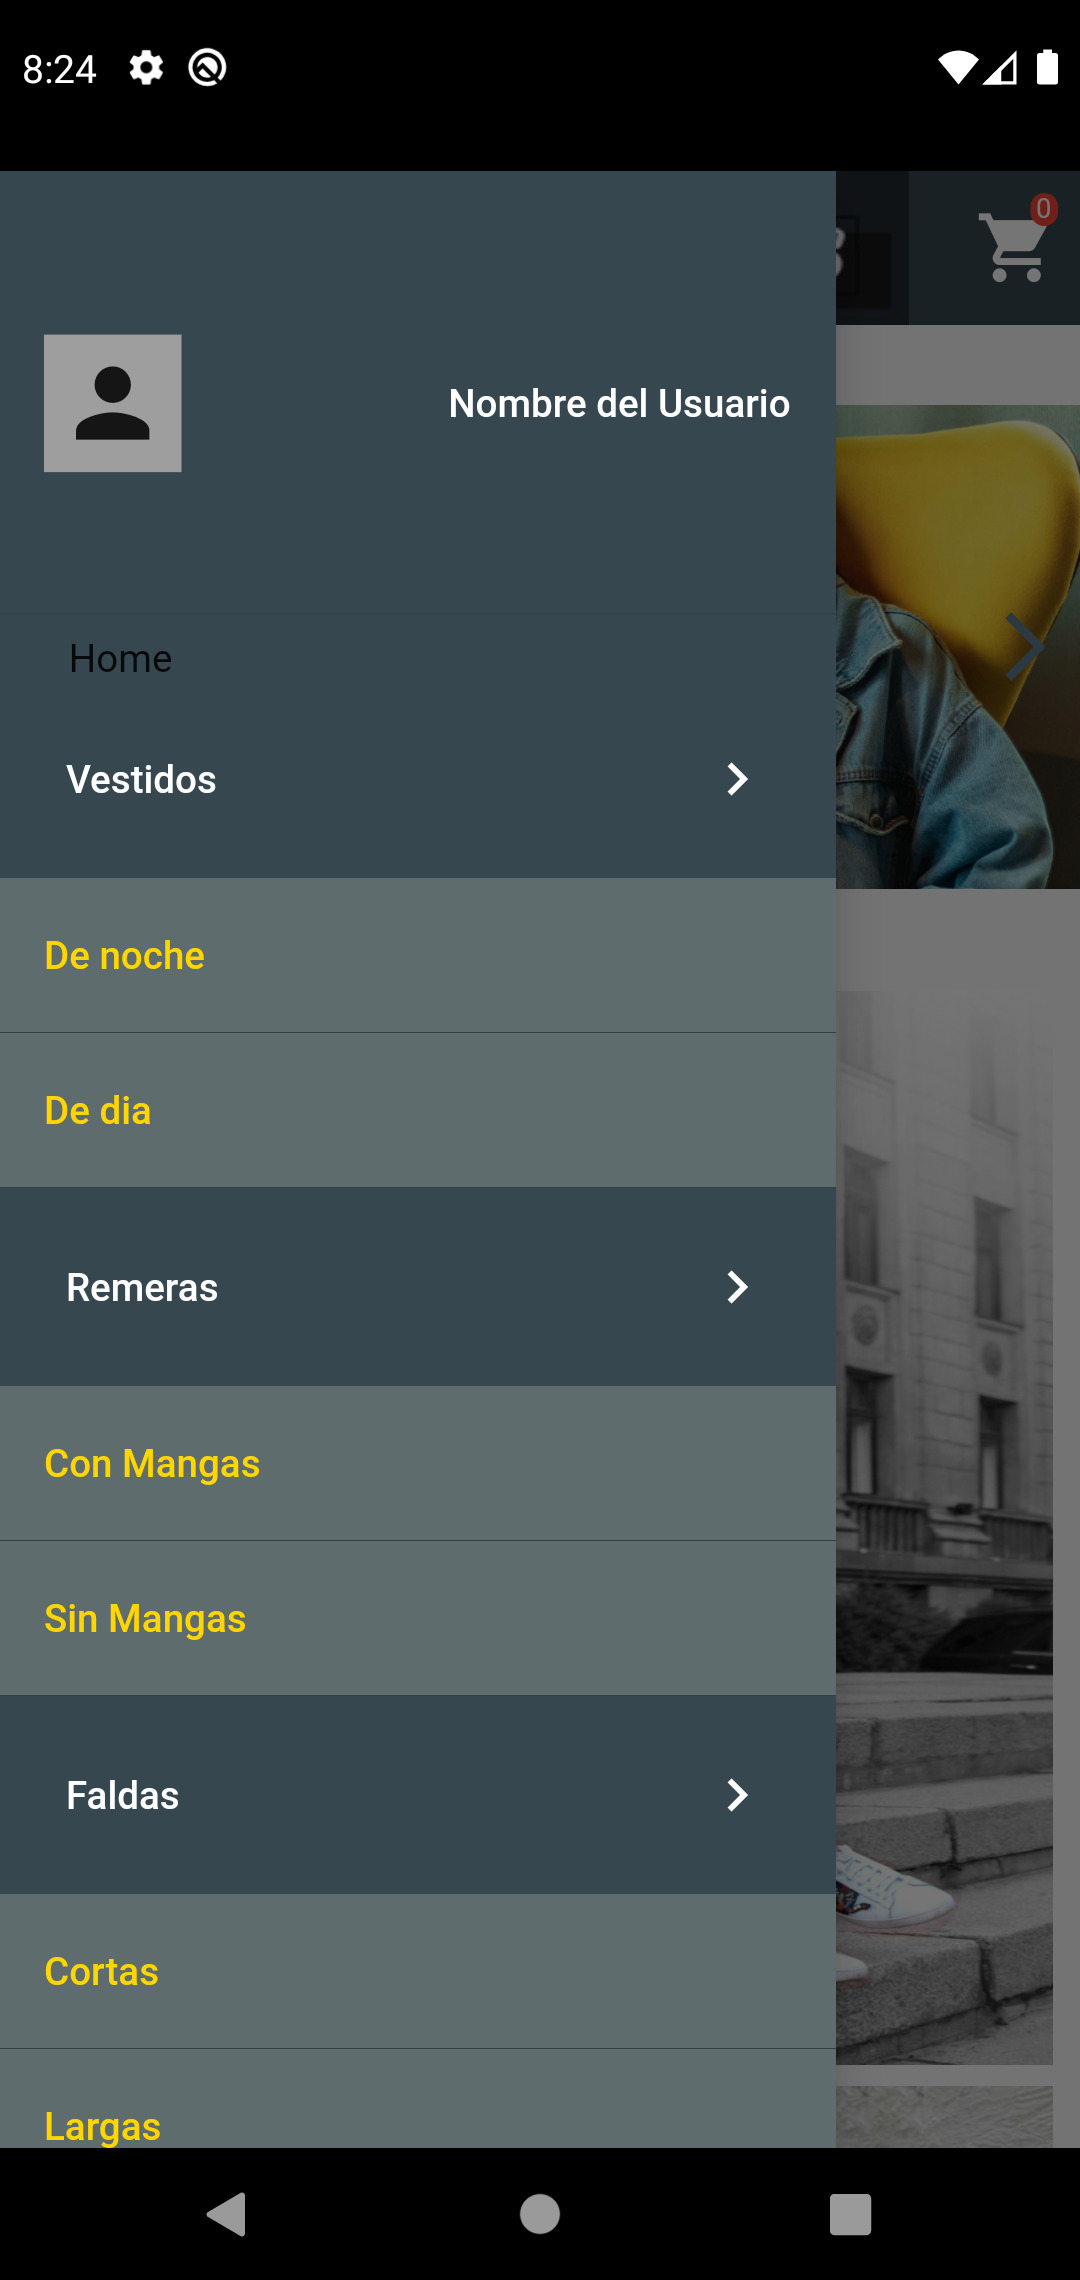 8:24
0
Nombre del Usuario
Home
Vestidos
De noche
De dia
Remeras
Con Mangas
Sin Mangas
Faldas
Cortas
Largas